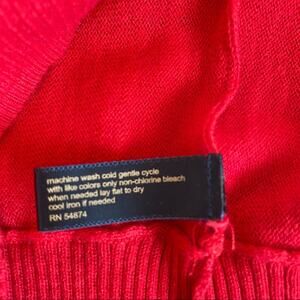 machine wash cold gentle cycle
with like colors only non-chlorine bleach
when needed lay flat to dry
cool iron if needed
RN 54874